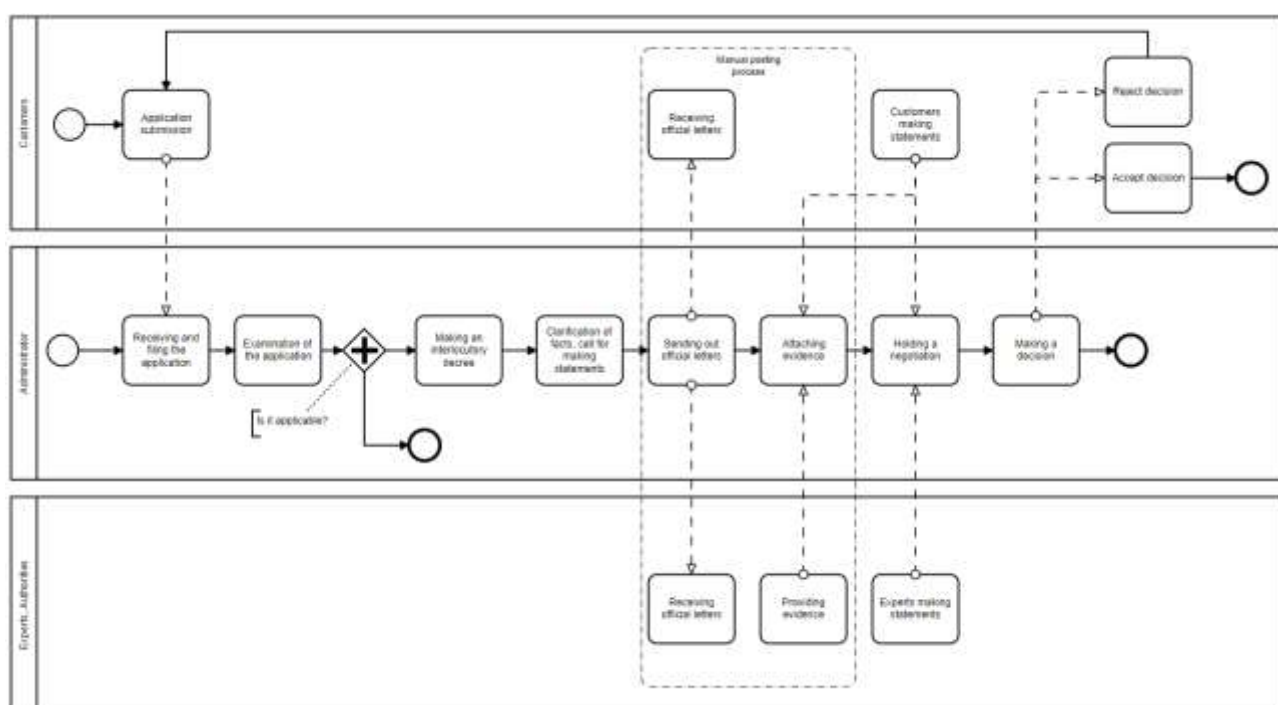 Customers
Application
submission
Manual posting
process
Receiving
official letters
Customers
making
statements
Reject decision
Accept decision
Administrator
Receiving and
filing the
application
Examination of
the application
Is it applicable?
Making an
interlocutory
decree
Clarification of
facts, call for
making
statements
Sending out
official letters
Attaching
evidence
Holding a
negotiation
Making a
decision
Experts, Authorities
Receiving
official letters
Providing
evidence
Experts making
statements